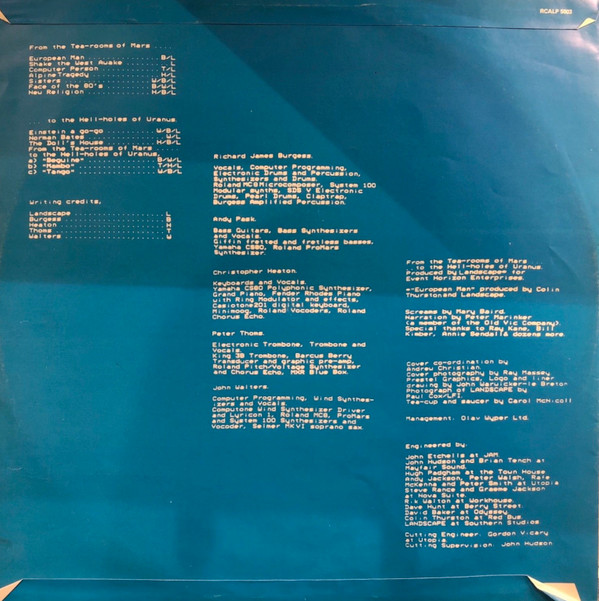 RCALP 5003
From the Tea-rooms of Mars ....
European Man................B/L
Shake the West Awake..........L
Computer Person.............T/L
Alpine Tragedy..............H/L
Sisters...................W/B/L
Face of the 80's..........B/W/L
New Religion..............H/B/L
to the Hell-holes of Uranus.
Einstein a go-go..........W/B/L
Norman Bates..................L
The Doll's House..........H/B/L
From the Tea-rooms of Mars ....
to the Hell-holes of Uranus.
a) "Beguine"..............B/W/L
b) "Mambo"................T/H/L
c) "Tango"................W/B/L
Writing credits.
Landscape.....................L
Burgess.......................B
Heaton........................H
Thoms.........................T
Walters.......................W
Richard James Burgess.
Vocals, Computer Programming,
Electronic Drums and Percussion,
Synthesizers and Drums.
Roland MC8 Microcomposer, System 100
Modular synths, SDS V Electronic
Drums, Pearl Drums, Claptrap,
Burgess Amplified Percussion.
Andy Pask.
Bass Guitars, Bass Synthesizers
and Vocals.
Giffin fretted and fretless basses,
Yamaha CS80, Roland ProMars
Synthesizer.
Christopher Heaton.
Keyboards and Vocals.
Yamaha CS80 Polyphonic Synthesizer,
Grand Piano, Fender Rhodes Piano
with Ring Modulator and effects,
Casiotone 201 digital keyboard,
Minimoog, Roland Vocoders, Roland
Chorus Echo.
Peter Thoms.
Electronic Trombone, Trombone and
Vocals
King 3B Trombone, Barcus Berry
Transducer and graphic pre-amp,
Roland Pitch/Voltage Synthesizer
and Chorus Echo, MXR Blue Box.
John Walters.
Computer Programming, Wind Synthes-
izers and Vocals.
Computone Wind Synthesizer Driver
and Lyricon 1, Roland MC8, ProMars
and System 100 Synthesizers and
Vocoder, Selmer MKVI soprano sax.
From the Tea-rooms of Mars
.... to the Hell-holes of Uranus.
Produced by Landscape* for
Event Horizon Enterprises.
*"European Man" produced by Colin
Thurston and Landscape.
Screams by Mary Baird.
Narration by Peter Marinker
(a member of the Old Vic Company).
Special thanks to Ray Kane, Bill
Kimber, Annie Bendall & dozens more.
Cover co-ordination by
Andrew Christian.
Cover photography by Ray Massey.
Prestel Graphics, Logo and liner
drawing by John Warwicker-le Breton
Photograph of LANDSCAPE by
Paul Cox/LFI.
Tea-cup and saucer by Carol McNicoll
Management: Olav Wyper Ltd.
Engineered by:
John Etchells at JAM.
John Hudson and Brian Tench at
Mayfair Sound.
Hugh Padgham at the Town House.
Andy Jackson, Peter Walsh, Rafe
McKenna and Peter Smith at Utopia
Steve Rance and Graeme Jackson
at Nova Suite.
Rik Walton at Workhouse.
Dave Hunt at Berry Street.
David Baker at Odyssey
Colin Thurston at Red Bus.
LANDSCAPE at Southern Studios
Cutting Engineer: Gordon Vicary
at Utopia
Cutting Supervision: John Hudson